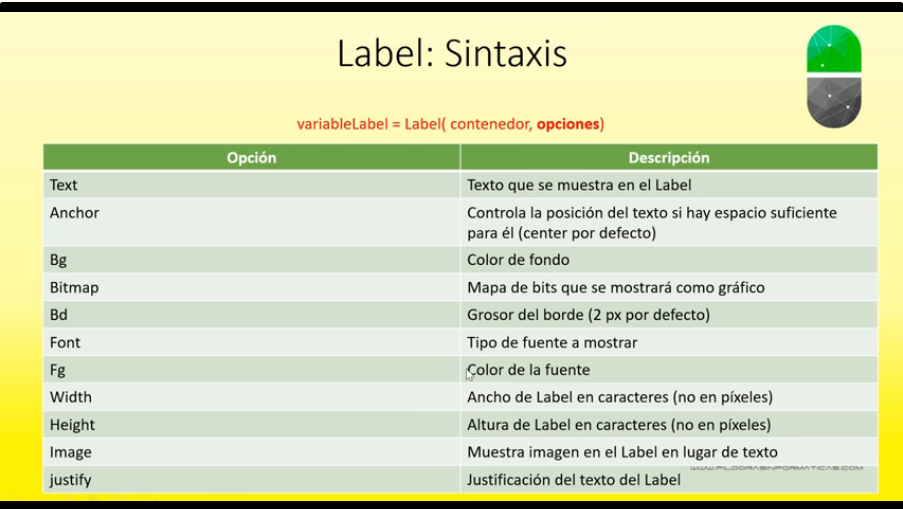 Label: Sintaxis
variableLabel = Label( contenedor, opciones)
Opción Descripción
Text Texto que se muestra en el Label
Anchor Controla la posición del texto si hay espacio suficiente
para él (center por defecto)
Bg Color de fondo
Bitmap Mapa de bits que se mostrará como gráfico
Bd Grosor del borde (2 px por defecto)
Font Tipo de fuente a mostrar
Fg Color de la fuente
Width Ancho de Label en caracteres (no en píxeles)
Height Altura de Label en caracteres (no en píxeles)
Image Muestra imagen en el Label en lugar de texto
WWW.PILDORASINFORMATICAS.COM
justify Justificación del texto del Label